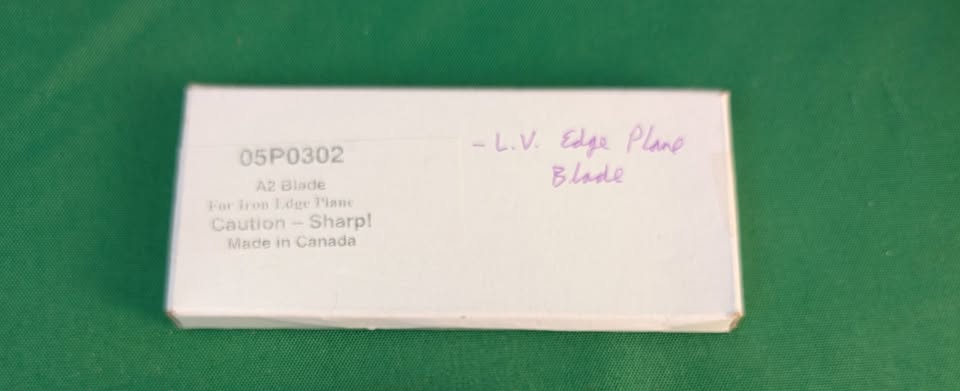 05P0302
A2 Blade
For Iron Edge Plane
Caution – Sharp!
Made in Canada
- L.V. Edge Plane
Blade